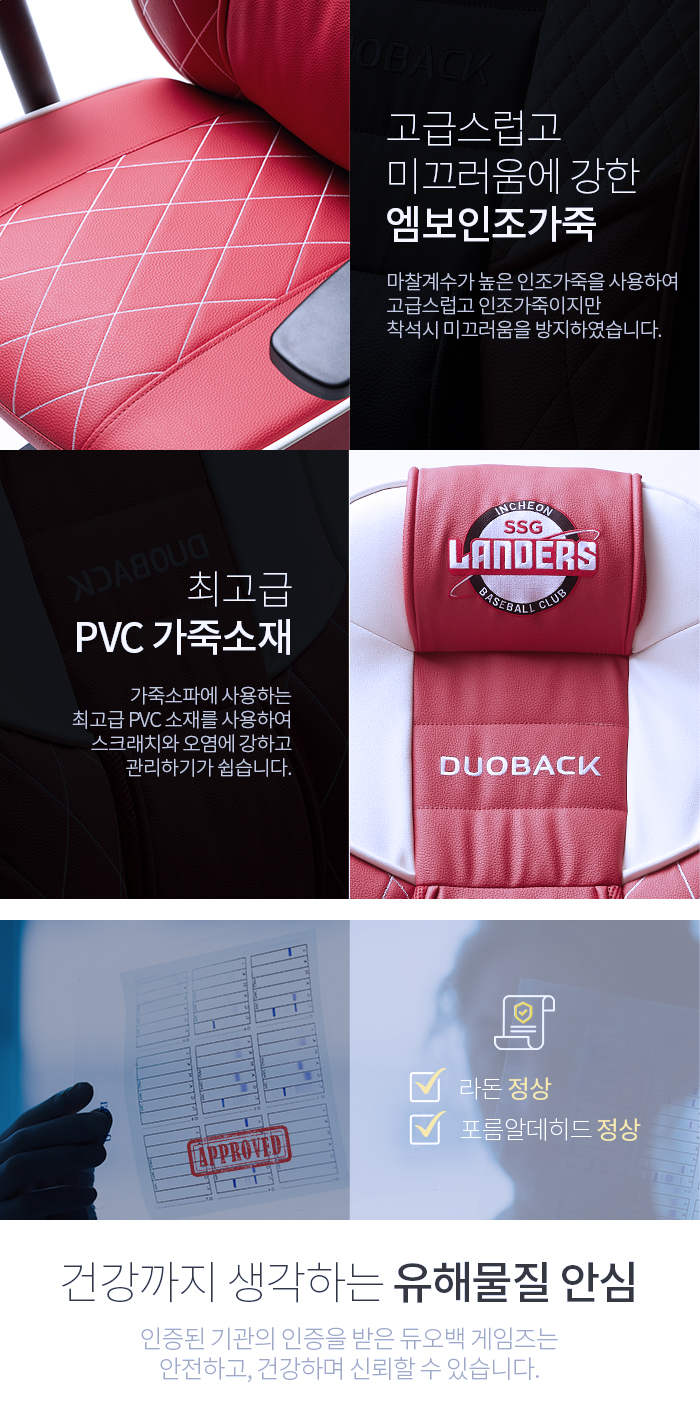 DUOBACK
고급스럽고
미끄러움에 강한
엠보인조가죽
마찰계수가 높은 인조가죽을 사용하여
고급스럽고 인조가죽이지만
착석시 미끄러움을 방지하였습니다.
DUOBACK
최고급
PVC 가죽소재
가죽소파에 사용하는
최고급 PVC 소재를 사용하여
스크래치와 오염에 강하고
관리하기가 쉽습니다.
INCHEON
SSG
LANDERS
BASEBALL CLUB
DUOBACK
APPROVED
라돈 정상
포름알데히드 정상
건강까지 생각하는 유해물질 안심
인증된 기관의 인증을 받은 듀오백 게임즈는
안전하고, 건강하며 신뢰할 수 있습니다.